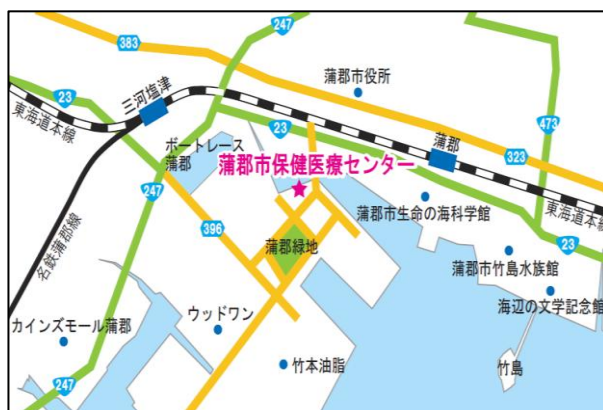 247
383
蒲郡市役所
23
東海道本線
三河塩津
473
23
ボートレース
蒲郡
蒲郡
323
蒲郡市保健医療センター
247
蒲郡市生命の海科学館
東海道本線
名鉄蒲郡線
396
蒲郡緑地
23
蒲郡市竹島水族館
海辺の文学記念館
カインズモール蒲郡
ウッドワン
竹本油脂
竹島
247